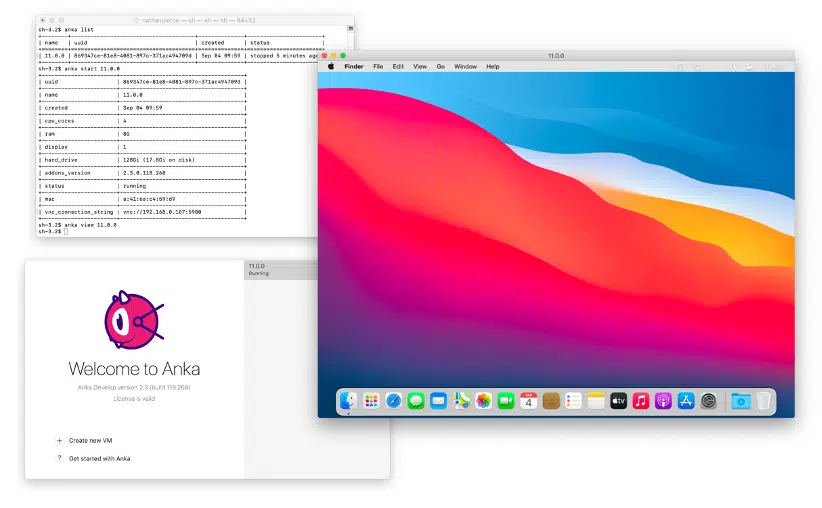 nathanpierce — sh — sh — sh — 94×32
sh-3.2$ anka list
| name | uuid | created | status
| 11.0.0 | 869347ce-81e8-4081-897c-371ac494709d | Sep 04 09:59 | stopped 5 minutes ago
sh-3.2$ anka start 11.0.0
| uuid | 869347ce-81e8-4081-897c-371ac494709d |
| name | 11.0.0 |
| created | Sep 04 09:59 |
| cpu_cores | 4 |
| ram | 8G |
| display | 1 |
| hard_drive | 128Gi (17.8Gi on disk) |
| addons_version | 2.3.0.118.268 |
| status | running |
| mac | a:41:6a:c4:59:d9 |
| vnc_connection_string | vnc://192.168.0.107:5900 |
sh-3.2$ anka view 11.0.0
sh-3.2$
11.0.0
Finder File Edit View Go Window Help
4
tv
11.0.0
Running
Welcome to Anka
Anka Develop version 2.3 (build 118.268)
License is valid
+ Create new VM
? Get started with Anka